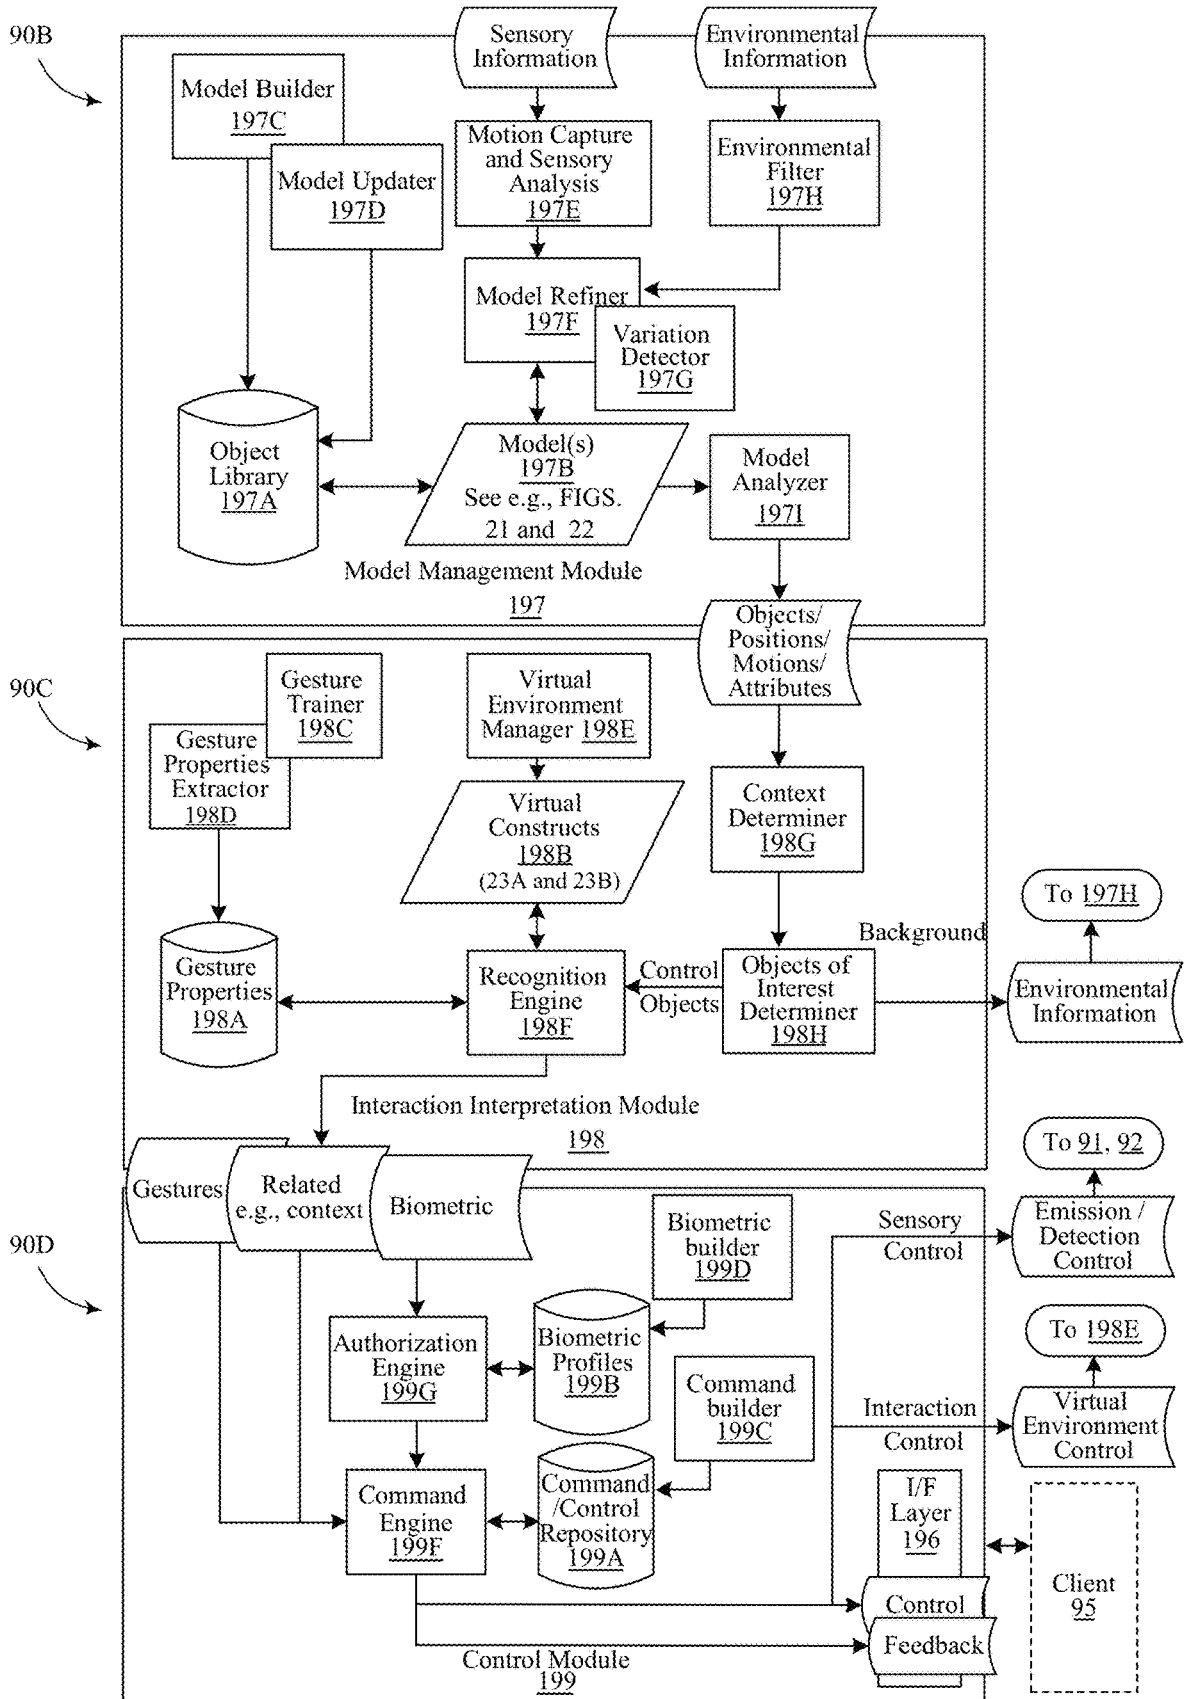 90B
Sensory
Information
Environmental
Information
Model Builder
197C
Model Updater
197D
Motion Capture
and Sensory
Analysis
197E
Environmental
Filter
197H
Model Refiner
197F
Variation
Detector
197G
Object
Library
197A
Model(s)
197B
See e.g., FIGS.
21 and 22
Model
Analyzer
197I
Model Management Module
197
Objects/
Positions/
Motions/
Attributes
90C
Gesture
Trainer
198C
Gesture
Properties
Extractor
198D
Virtual
Environment
Manager 198E
Virtual
Constructs
198B
(23A and 23B)
Context
Determiner
198G
To 197H
Background
Gesture
Properties
198A
Recognition
Engine
198F
Control
Objects
Objects of
Interest
Determiner
198H
Environmental
Information
Interaction Interpretation Module
198
To 91, 92
Gestures
Related
e.g., context
Biometric
90D
Biometric
builder
199D
Sensory
Control
Emission /
Detection
Control
To 198E
Authorization
Engine
199G
Biometric
Profiles
199B
Command
builder
199C
Interaction
Control
Virtual
Environment
Control
Command
Engine
199F
Command
/Control
Repository
199A
I/F
Layer
196
Client
95
Control
Feedback
Control Module
199